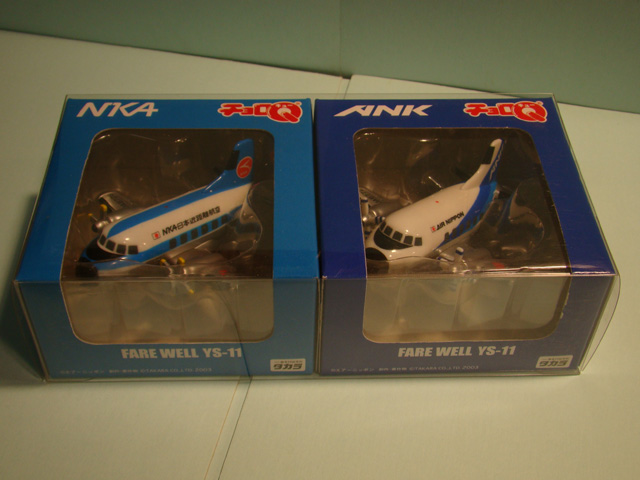 NKA チョロQ
NKA日本近距離航空
FARE WELL YS-11
タカラ
ANK チョロQ
AIR NIPPON
FARE WELL YS-11
タカラ